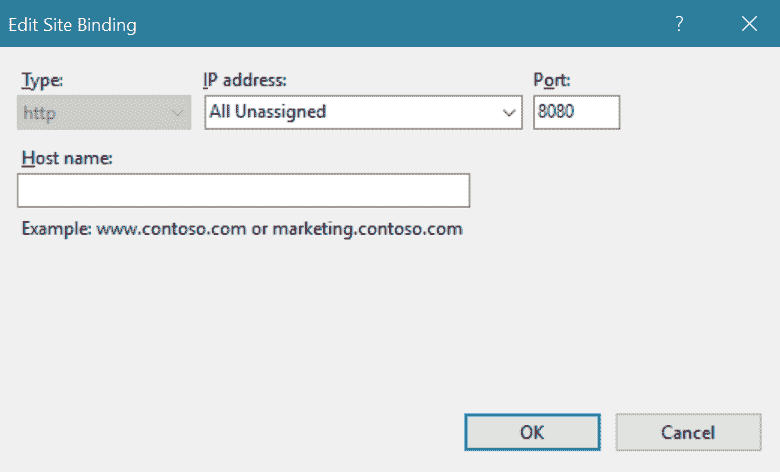 Edit Site Binding ?
Type: IP address: Port:
http All Unassigned 8080
Host name:
Example: www.contoso.com or marketing.contoso.com
OK Cancel